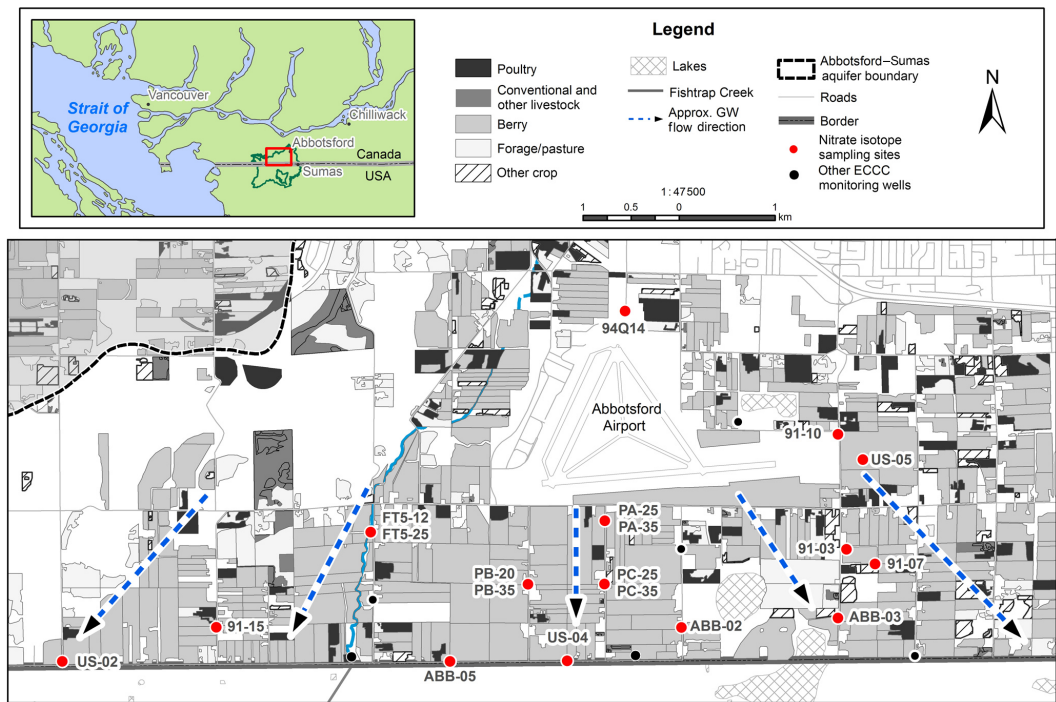 Strait of
Georgia
Vancouver
Chilliwack
Abbotsford
Canada
Sumas
USA
Legend
Poultry
Conventional and
other livestock
Berry
Forage/pasture
Other crop
Lakes
Fishtrap Creek
Approx. GW
flow direction
Abbotsford–Sumas
aquifer boundary
Roads
Border
Nitrate isotope
sampling sites
Other ECCC
monitoring wells
N
1 : 47 500
1 0.5 0 1
km
94Q14
Abbotsford
Airport
91-10
US-05
FT5-12
FT5-25
PA-25
PA-35
91-03
91-07
PB-20
PB-35
PC-25
PC-35
91-15
US-04
ABB-02
ABB-03
US-02
ABB-05